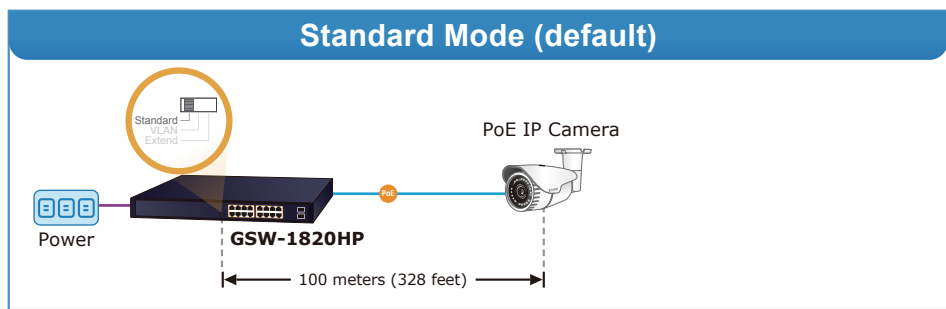 Standard Mode (default)
Standard
VLAN
Extend
PoE IP Camera
PoE
Power
GSW-1820HP
100 meters (328 feet)